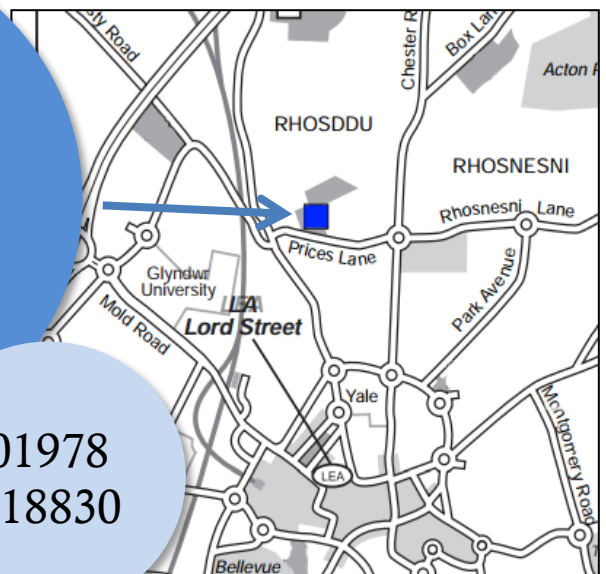 Chester R
Box Lan
sty Road
Acton P
RHOSDDU
RHOSNESNI
Rhosnesni Lane
Prices Lane
Glyndwr
University
LEA
Lord Street
Park Avenue
Mold Road
Yale
Montgomery Road
LEA
01978
18830
Bellevue